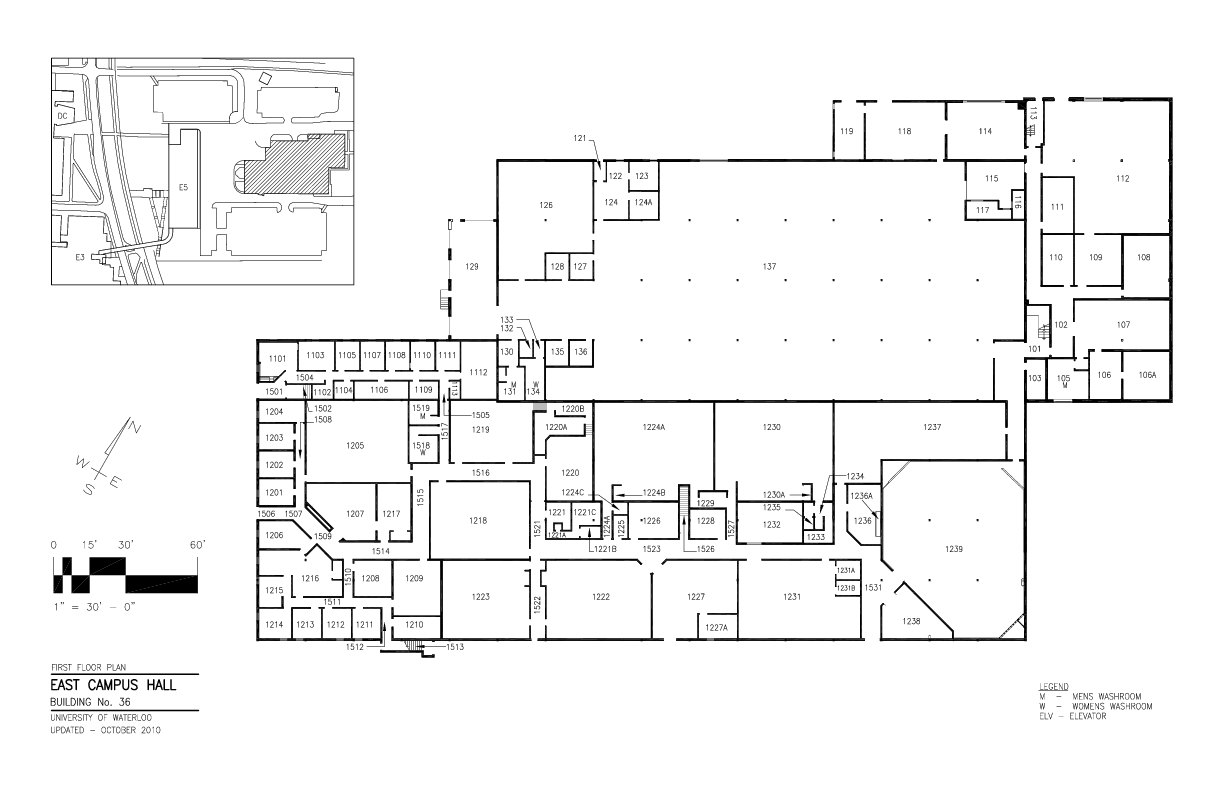 DC
E5
E3
113
119
118
114
121
115
112
122
123
116
124
124A
126
117
111
129
128
127
137
110
109
108
133
132
102
107
101
130
135
136
1101
1103
1105
1107
1108
1110
1111
1112
1504
M
131
W
134
103
105
M
106
106A
1501
1102
1104
1106
1109
1113
1502
1508
1204
1519
M
1505
1220B
1205
1517
1219
1220A
1224A
1230
1237
1203
1518
W
1202
1516
1220
1234
1201
1515
1224C
1224B
1230A
1236A
1229
1235
1506
1507
1207
1217
1218
1521
1221
1221C
1224A
1225
1226
1228
1527
1232
1236
1206
1509
1221A
1233
1514
1221B
1523
1526
1239
1216
1510
1208
1209
1231A
1215
1231B
1531
1511
1223
1522
1222
1227
1231
1214
1213
1212
1211
1210
1227A
1238
1512
1513
N
W
E
S
0 15' 30' 60'
1" = 30' - 0"
FIRST FLOOR PLAN
EAST CAMPUS HALL
BUILDING No. 36
UNIVERSITY OF WATERLOO
UPDATED - OCTOBER 2010
LEGEND
M - MENS WASHROOM
W - WOMENS WASHROOM
ELV - ELEVATOR